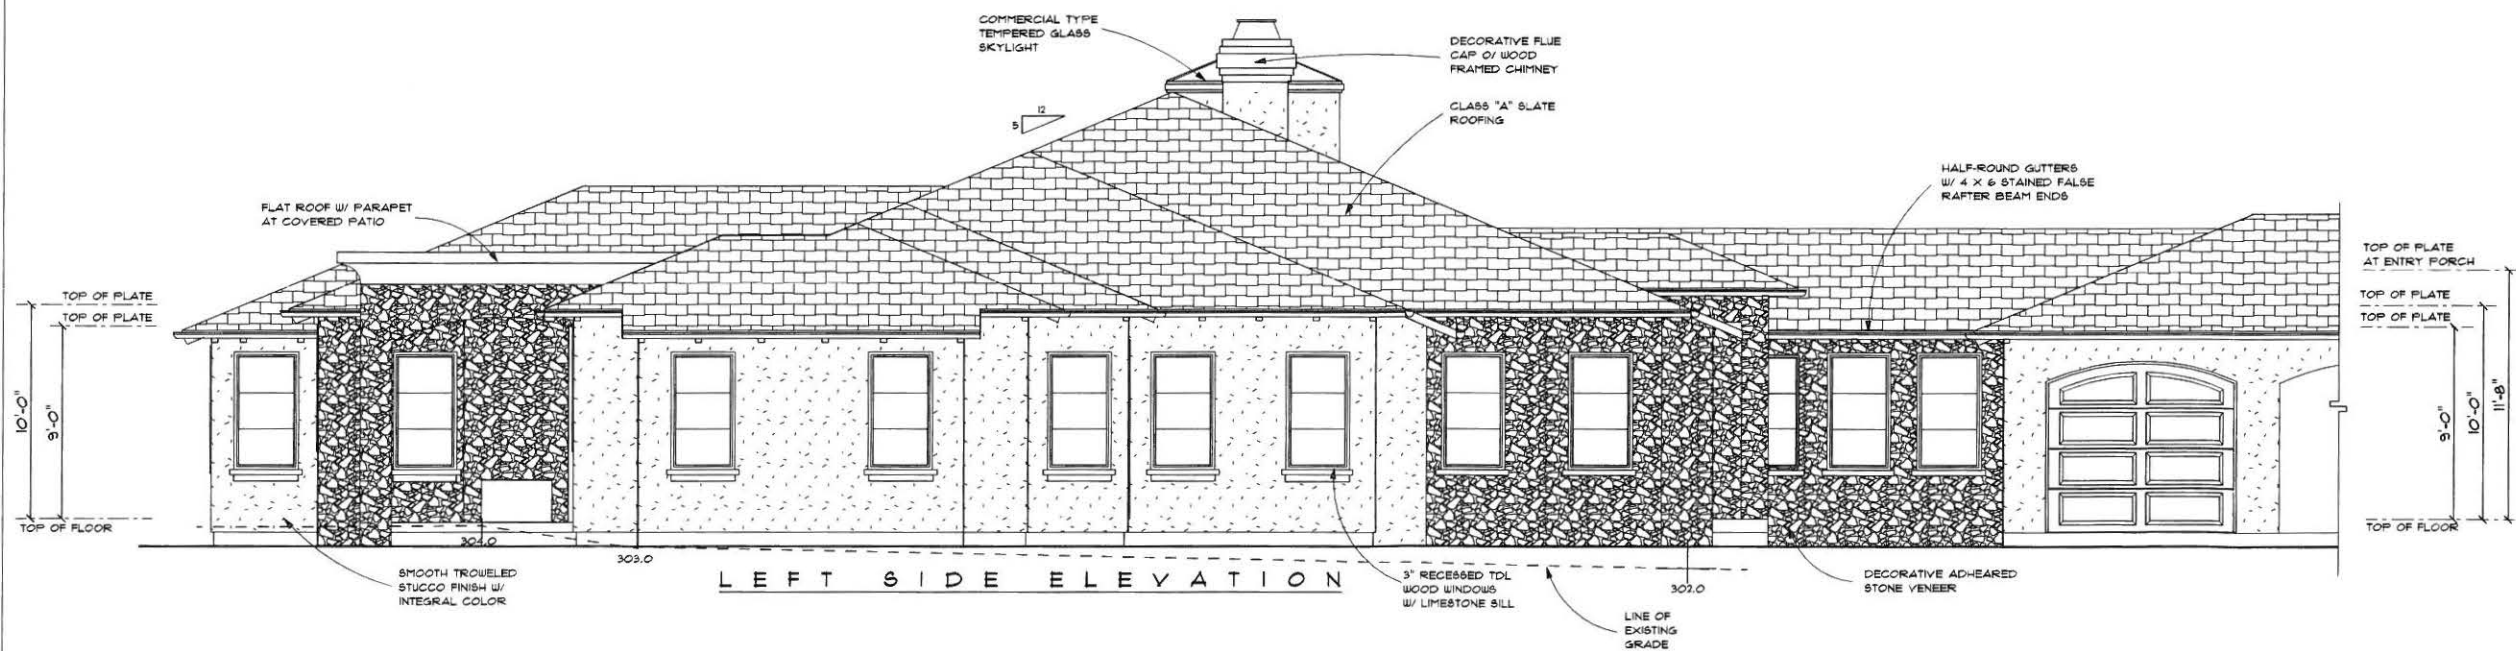 COMMERCIAL TYPE
TEMPERED GLASS
SKYLIGHT
DECORATIVE FLUE
CAP O/ WOOD
FRAMED CHIMNEY
CLASS "A" SLATE
ROOFING
12
5
HALF-ROUND GUTTERS
W/ 4 X 6 STAINED FALSE
RAFTER BEAM ENDS
FLAT ROOF W/ PARAPET
AT COVERED PATIO
TOP OF PLATE
TOP OF PLATE
10'-0"
9'-0"
TOP OF FLOOR
TOP OF PLATE
AT ENTRY PORCH
TOP OF PLATE
TOP OF PLATE
9'-0"
10'-0"
11'-8"
TOP OF FLOOR
304.0
303.0
302.0
SMOOTH TROWELED
STUCCO FINISH W/
INTEGRAL COLOR
LEFT SIDE ELEVATION
3" RECESSED TDL
WOOD WINDOWS
W/ LIMESTONE SILL
LINE OF
EXISTING
GRADE
DECORATIVE ADHEARED
STONE VENEER